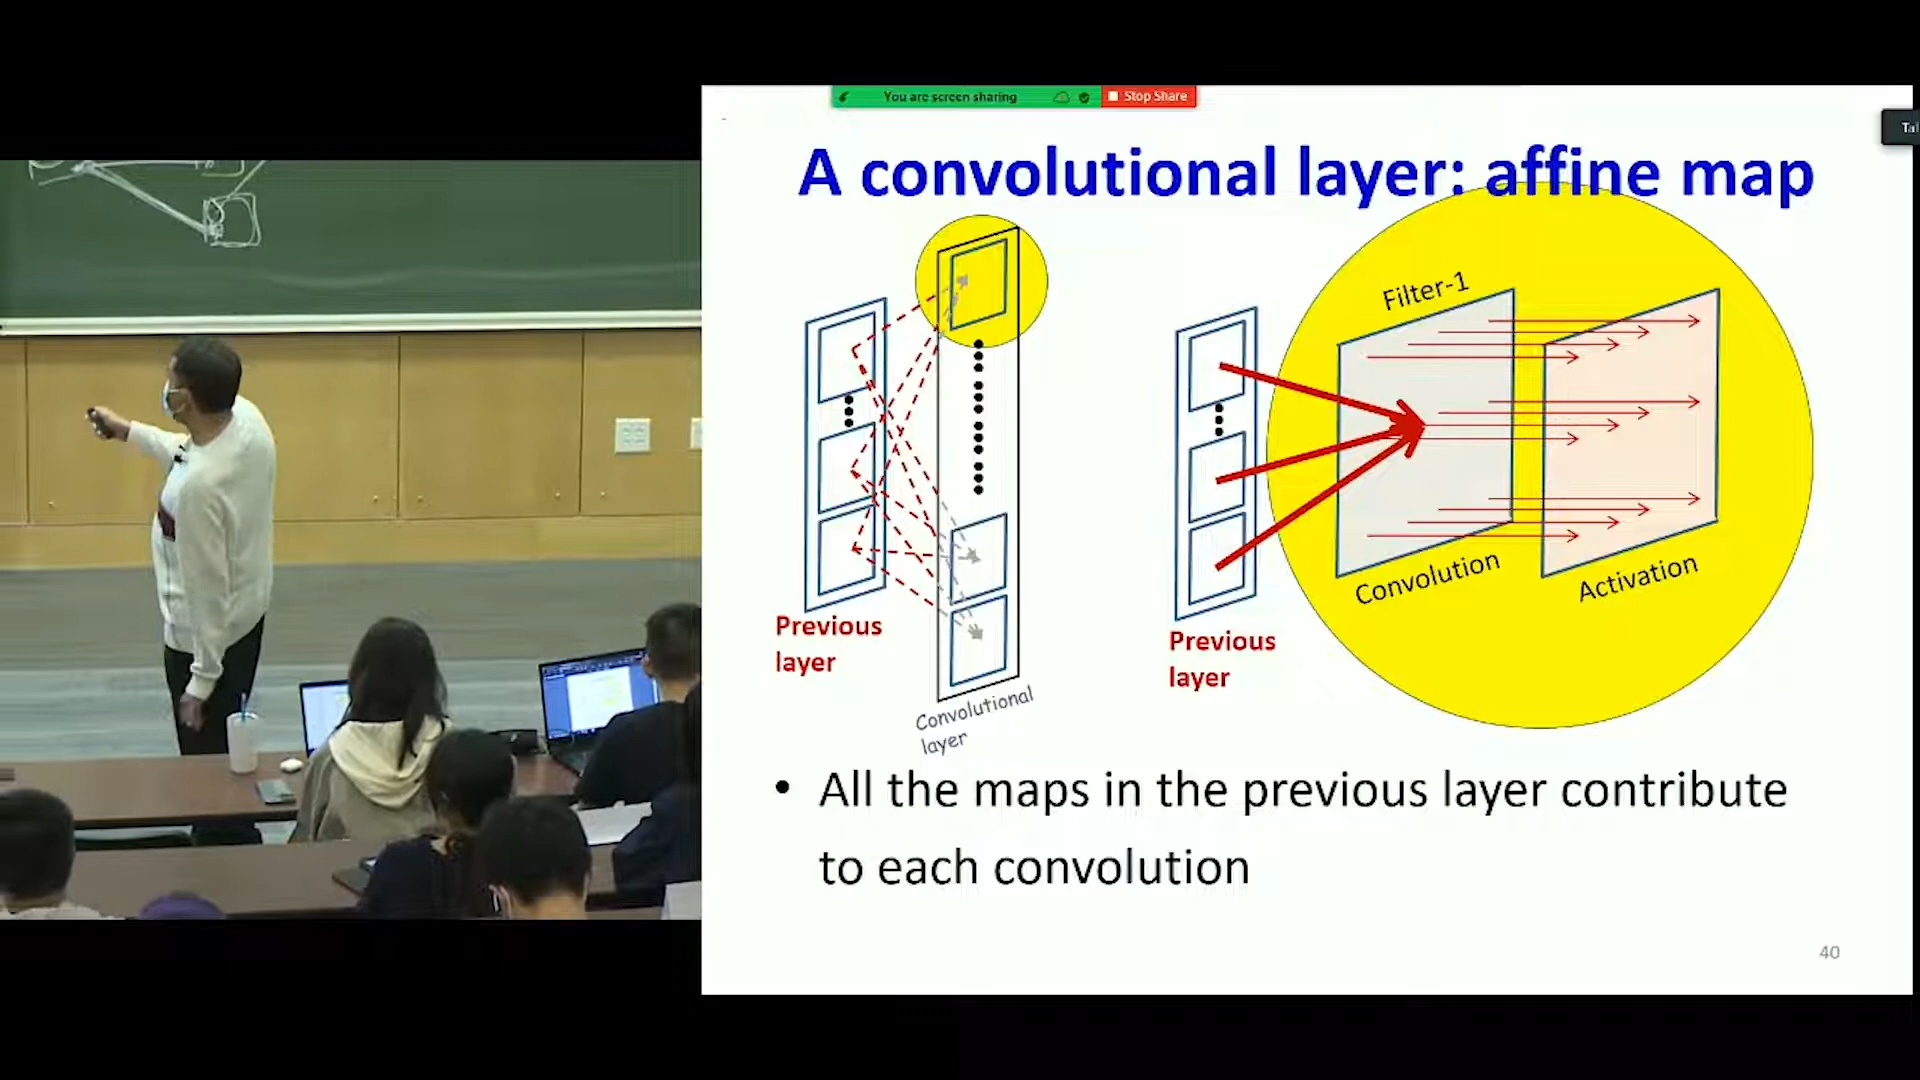 You are screen sharing
Stop Share
Tal
A convolutional layer: affine map
Filter-1
Convolution
Activation
Previous
layer
Previous
layer
Convolutional
layer
• All the maps in the previous layer contribute
to each convolution
40